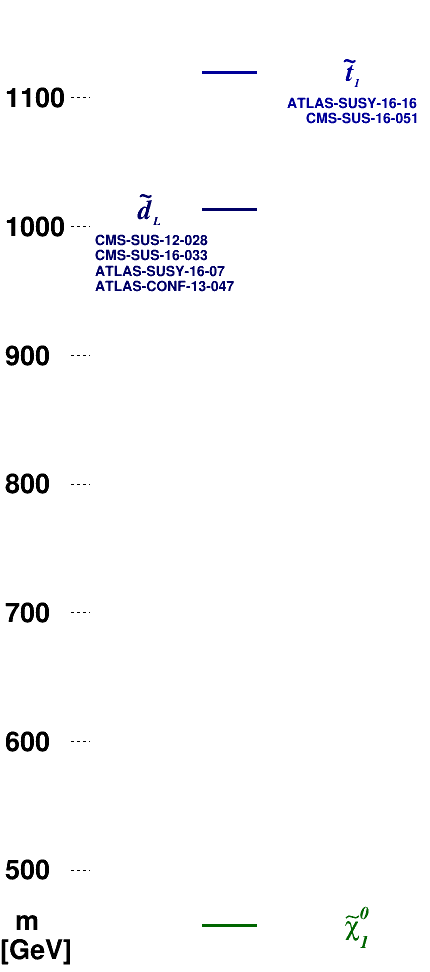 t̃1
1100
ATLAS-SUSY-16-16
CMS-SUS-16-051
d̃L
1000
CMS-SUS-12-028
CMS-SUS-16-033
ATLAS-SUSY-16-07
ATLAS-CONF-13-047
900
800
700
600
500
m
[GeV]
χ̃01